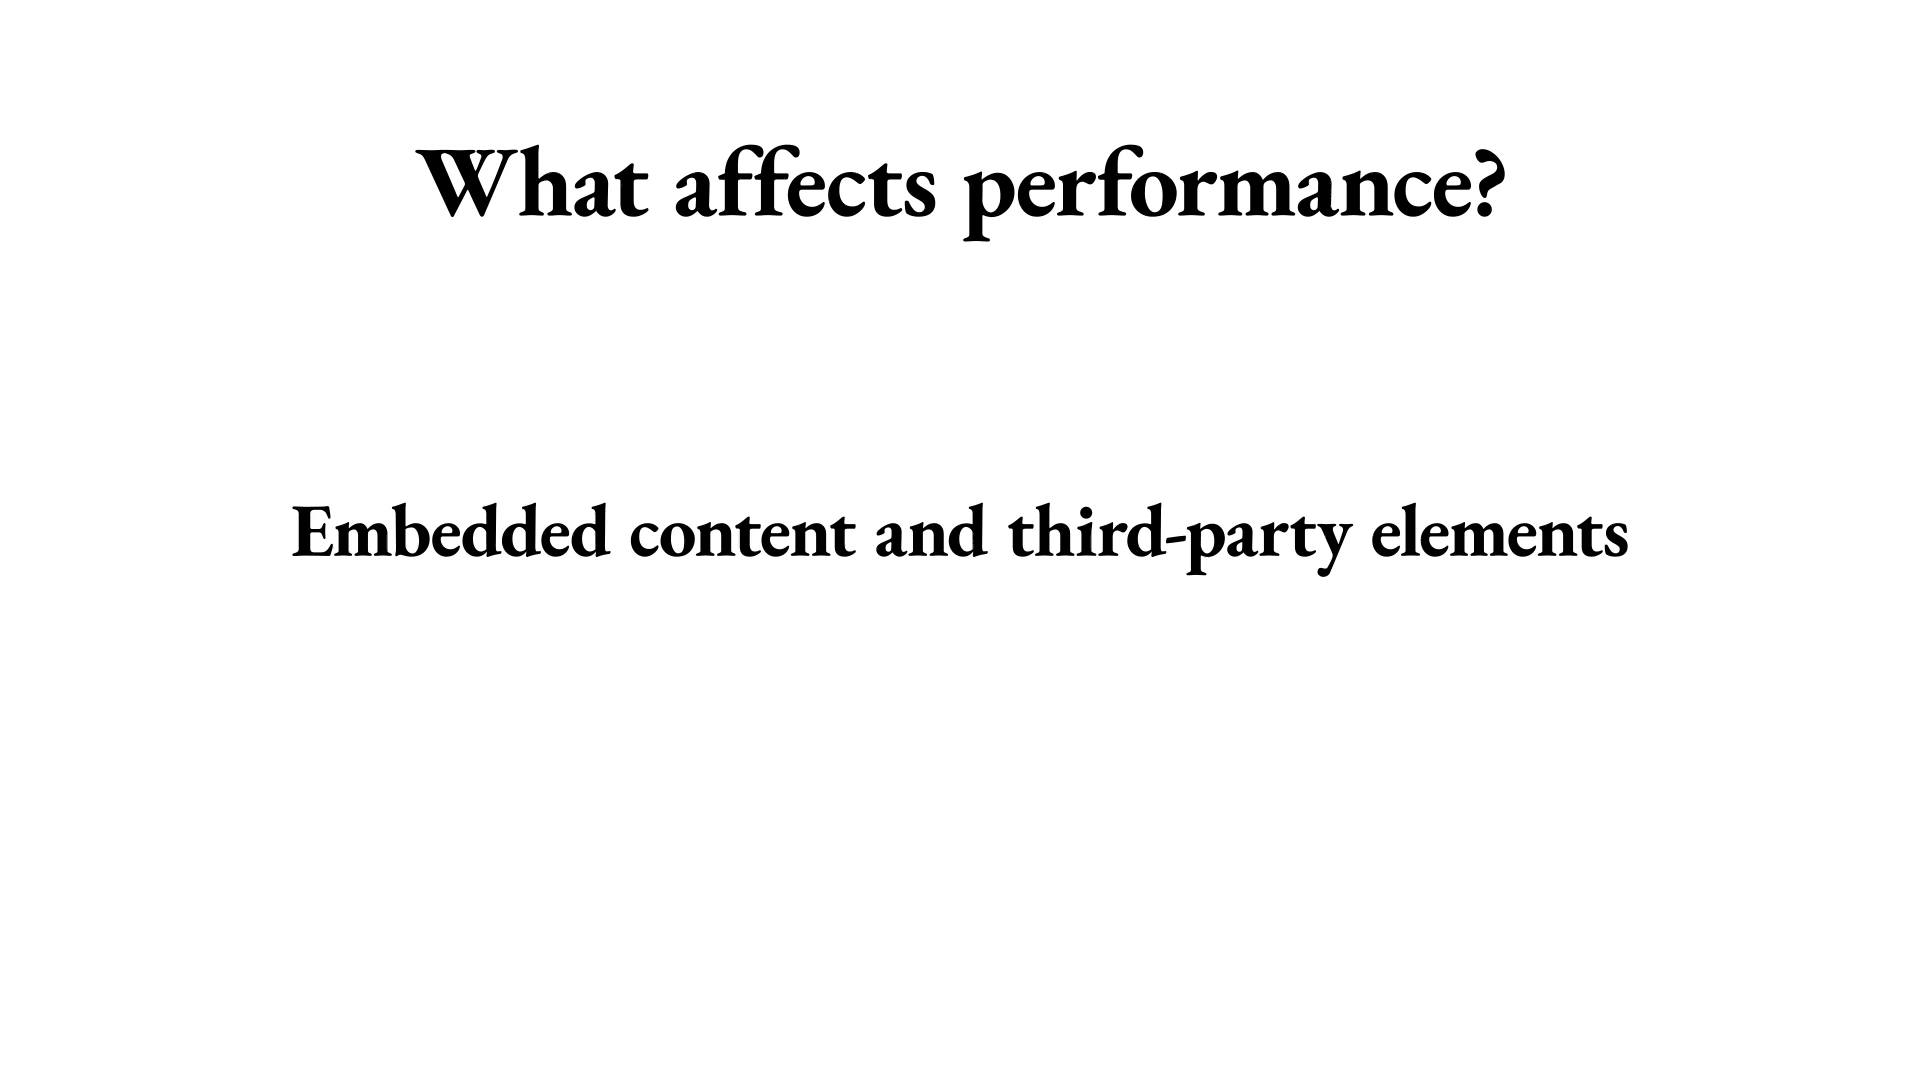 What affects performance?
Embedded content and third-party elements